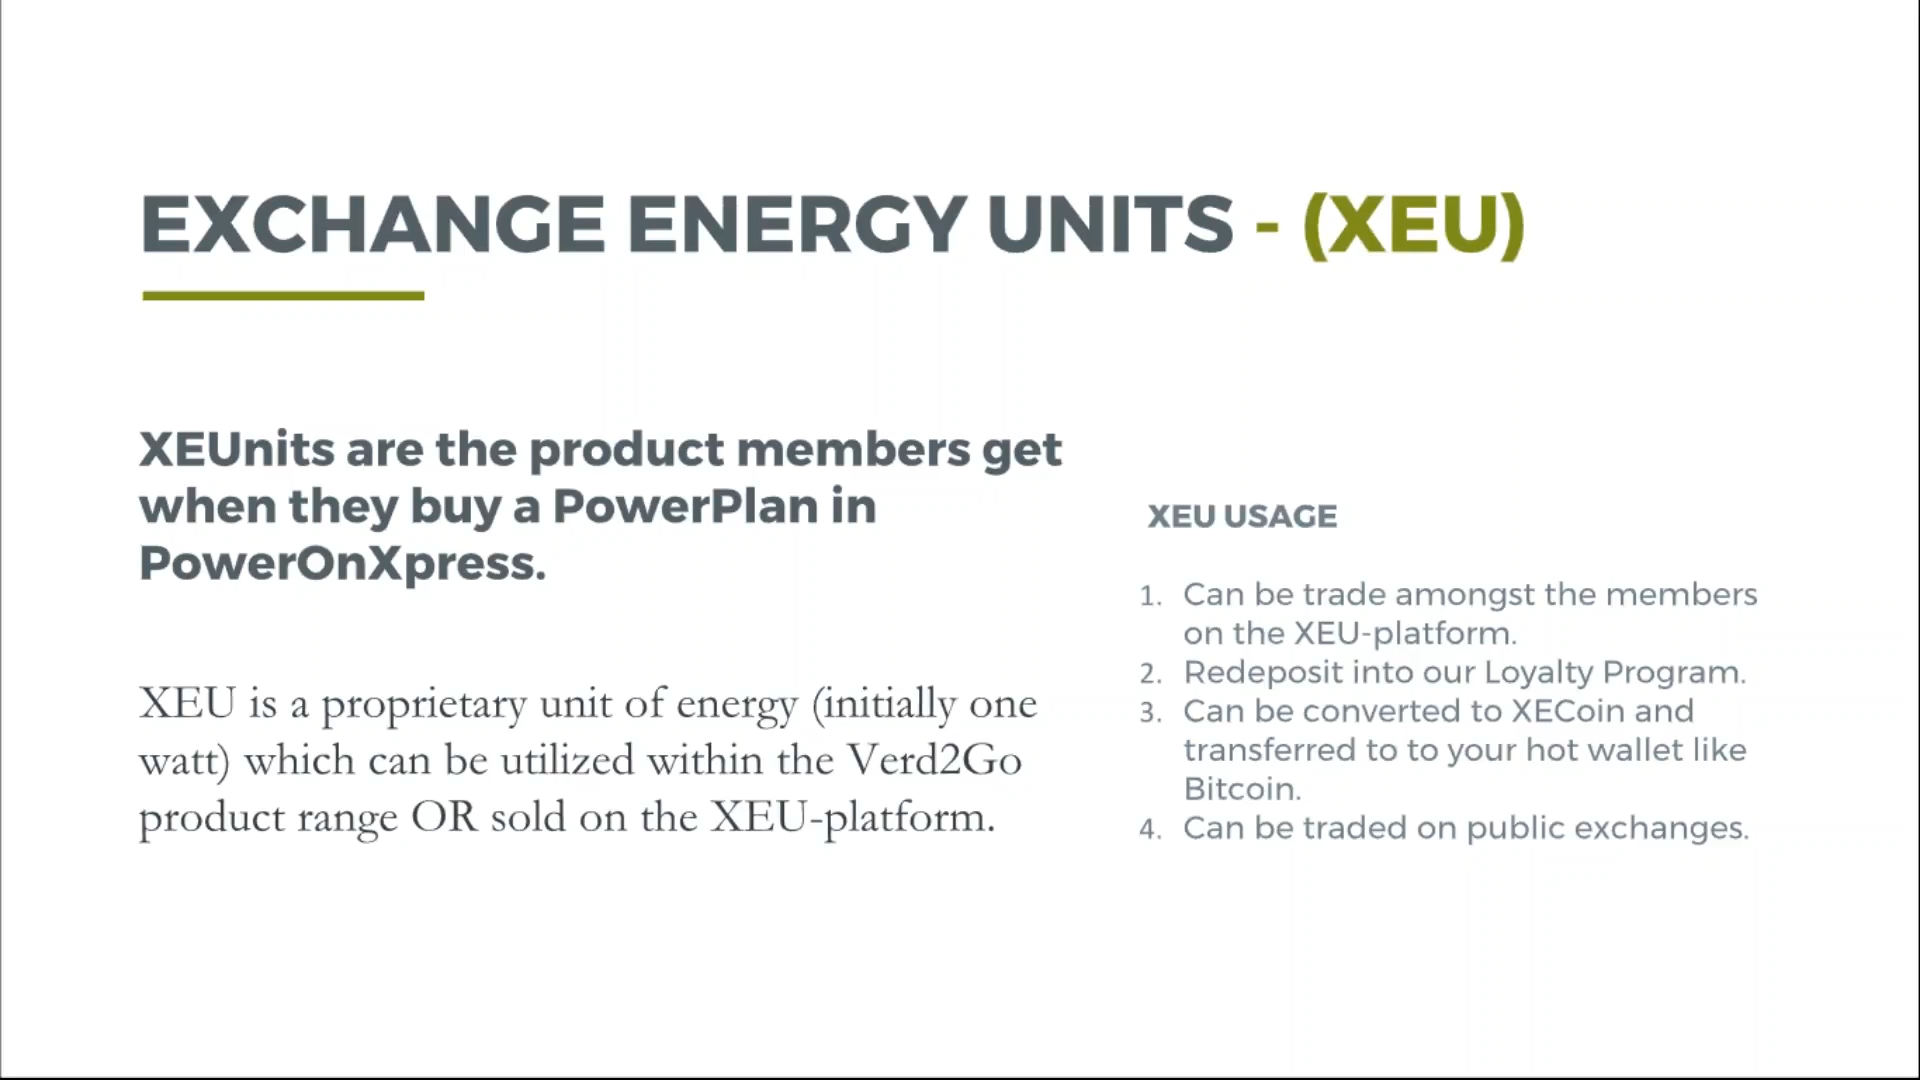 EXCHANGE ENERGY UNITS - (XEU)
XEUnits are the product members get
when they buy a PowerPlan in
PowerOnXpress.
XEU is a proprietary unit of energy (initially one
watt) which can be utilized within the Verd2Go
product range OR sold on the XEU-platform.
XEU USAGE
1. Can be trade amongst the members
on the XEU-platform.
2. Redeposit into our Loyalty Program.
3. Can be converted to XECoin and
transferred to to your hot wallet like
Bitcoin.
4. Can be traded on public exchanges.